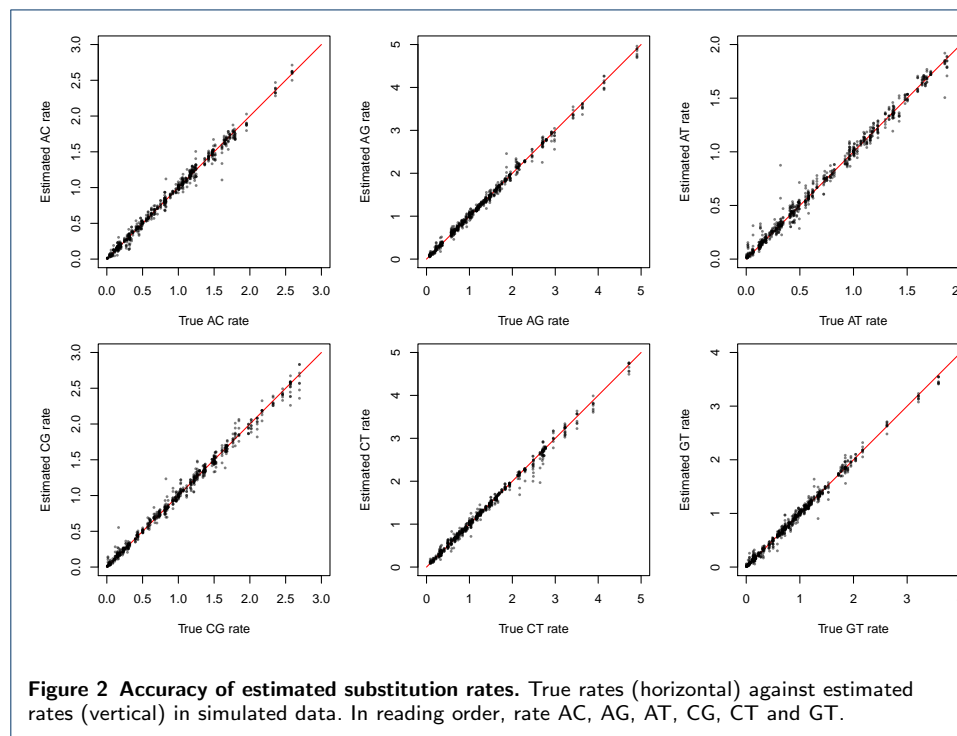 3.0
2.5
2.0
1.5
1.0
0.5
0.0
Estimated AC rate
0.0 0.5 1.0 1.5 2.0 2.5 3.0
True AC rate
5
4
3
2
1
0
Estimated AG rate
0 1 2 3 4 5
True AG rate
2.0
1.5
1.0
0.5
0.0
Estimated AT rate
0.0 0.5 1.0 1.5 2
True AT rate
3.0
2.5
2.0
1.5
1.0
0.5
0.0
Estimated CG rate
0.0 0.5 1.0 1.5 2.0 2.5 3.0
True CG rate
5
4
3
2
1
0
Estimated CT rate
0 1 2 3 4 5
True CT rate
4
3
2
1
0
Estimated GT rate
0 1 2 3
True GT rate
Figure 2 Accuracy of estimated substitution rates. True rates (horizontal) against estimated
rates (vertical) in simulated data. In reading order, rate AC, AG, AT, CG, CT and GT.